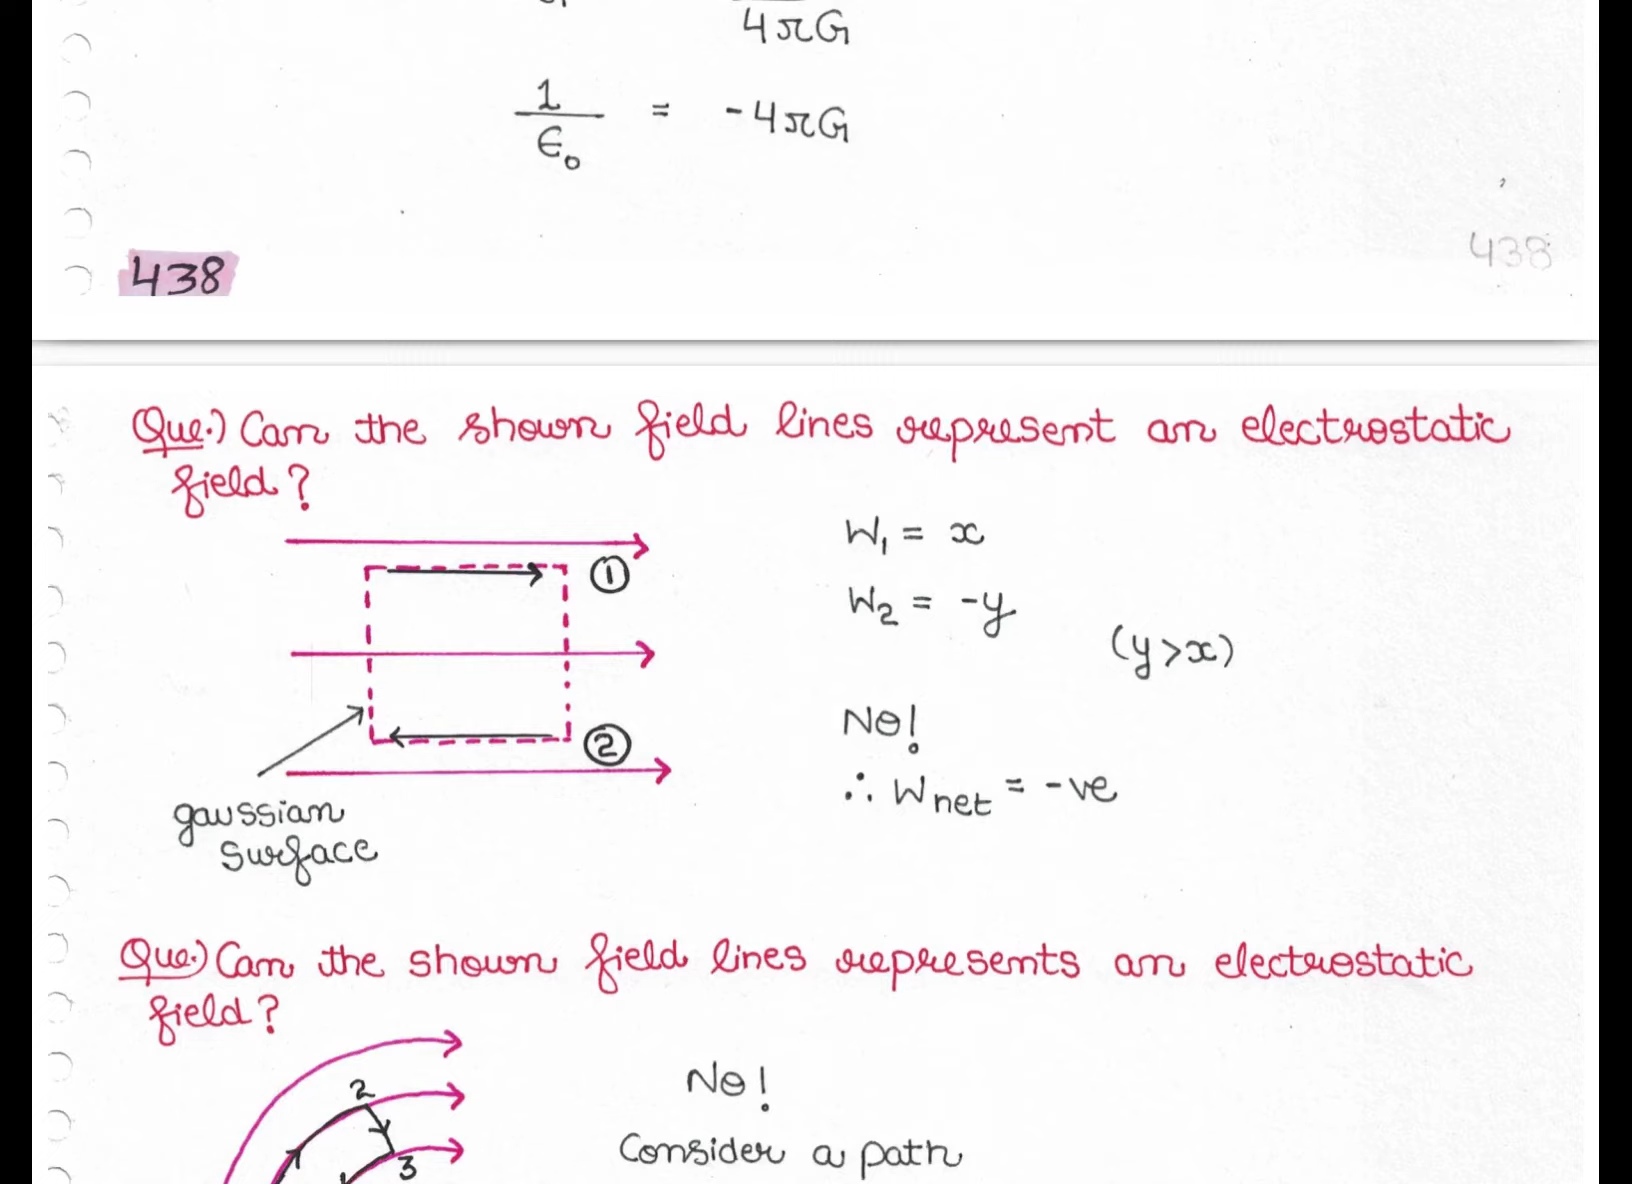 4πG
1/ϵ₀ = -4πG
438
438
Que.) Can the shown field lines represent an electrostatic
field?
W₁ = x
①
W₂ = -y
(y>x)
No!
②
∴ Wnet = -ve
gaussian
surface
Que.) Can the shown field lines represents an electrostatic
field?
No!
2
Consider a path
3